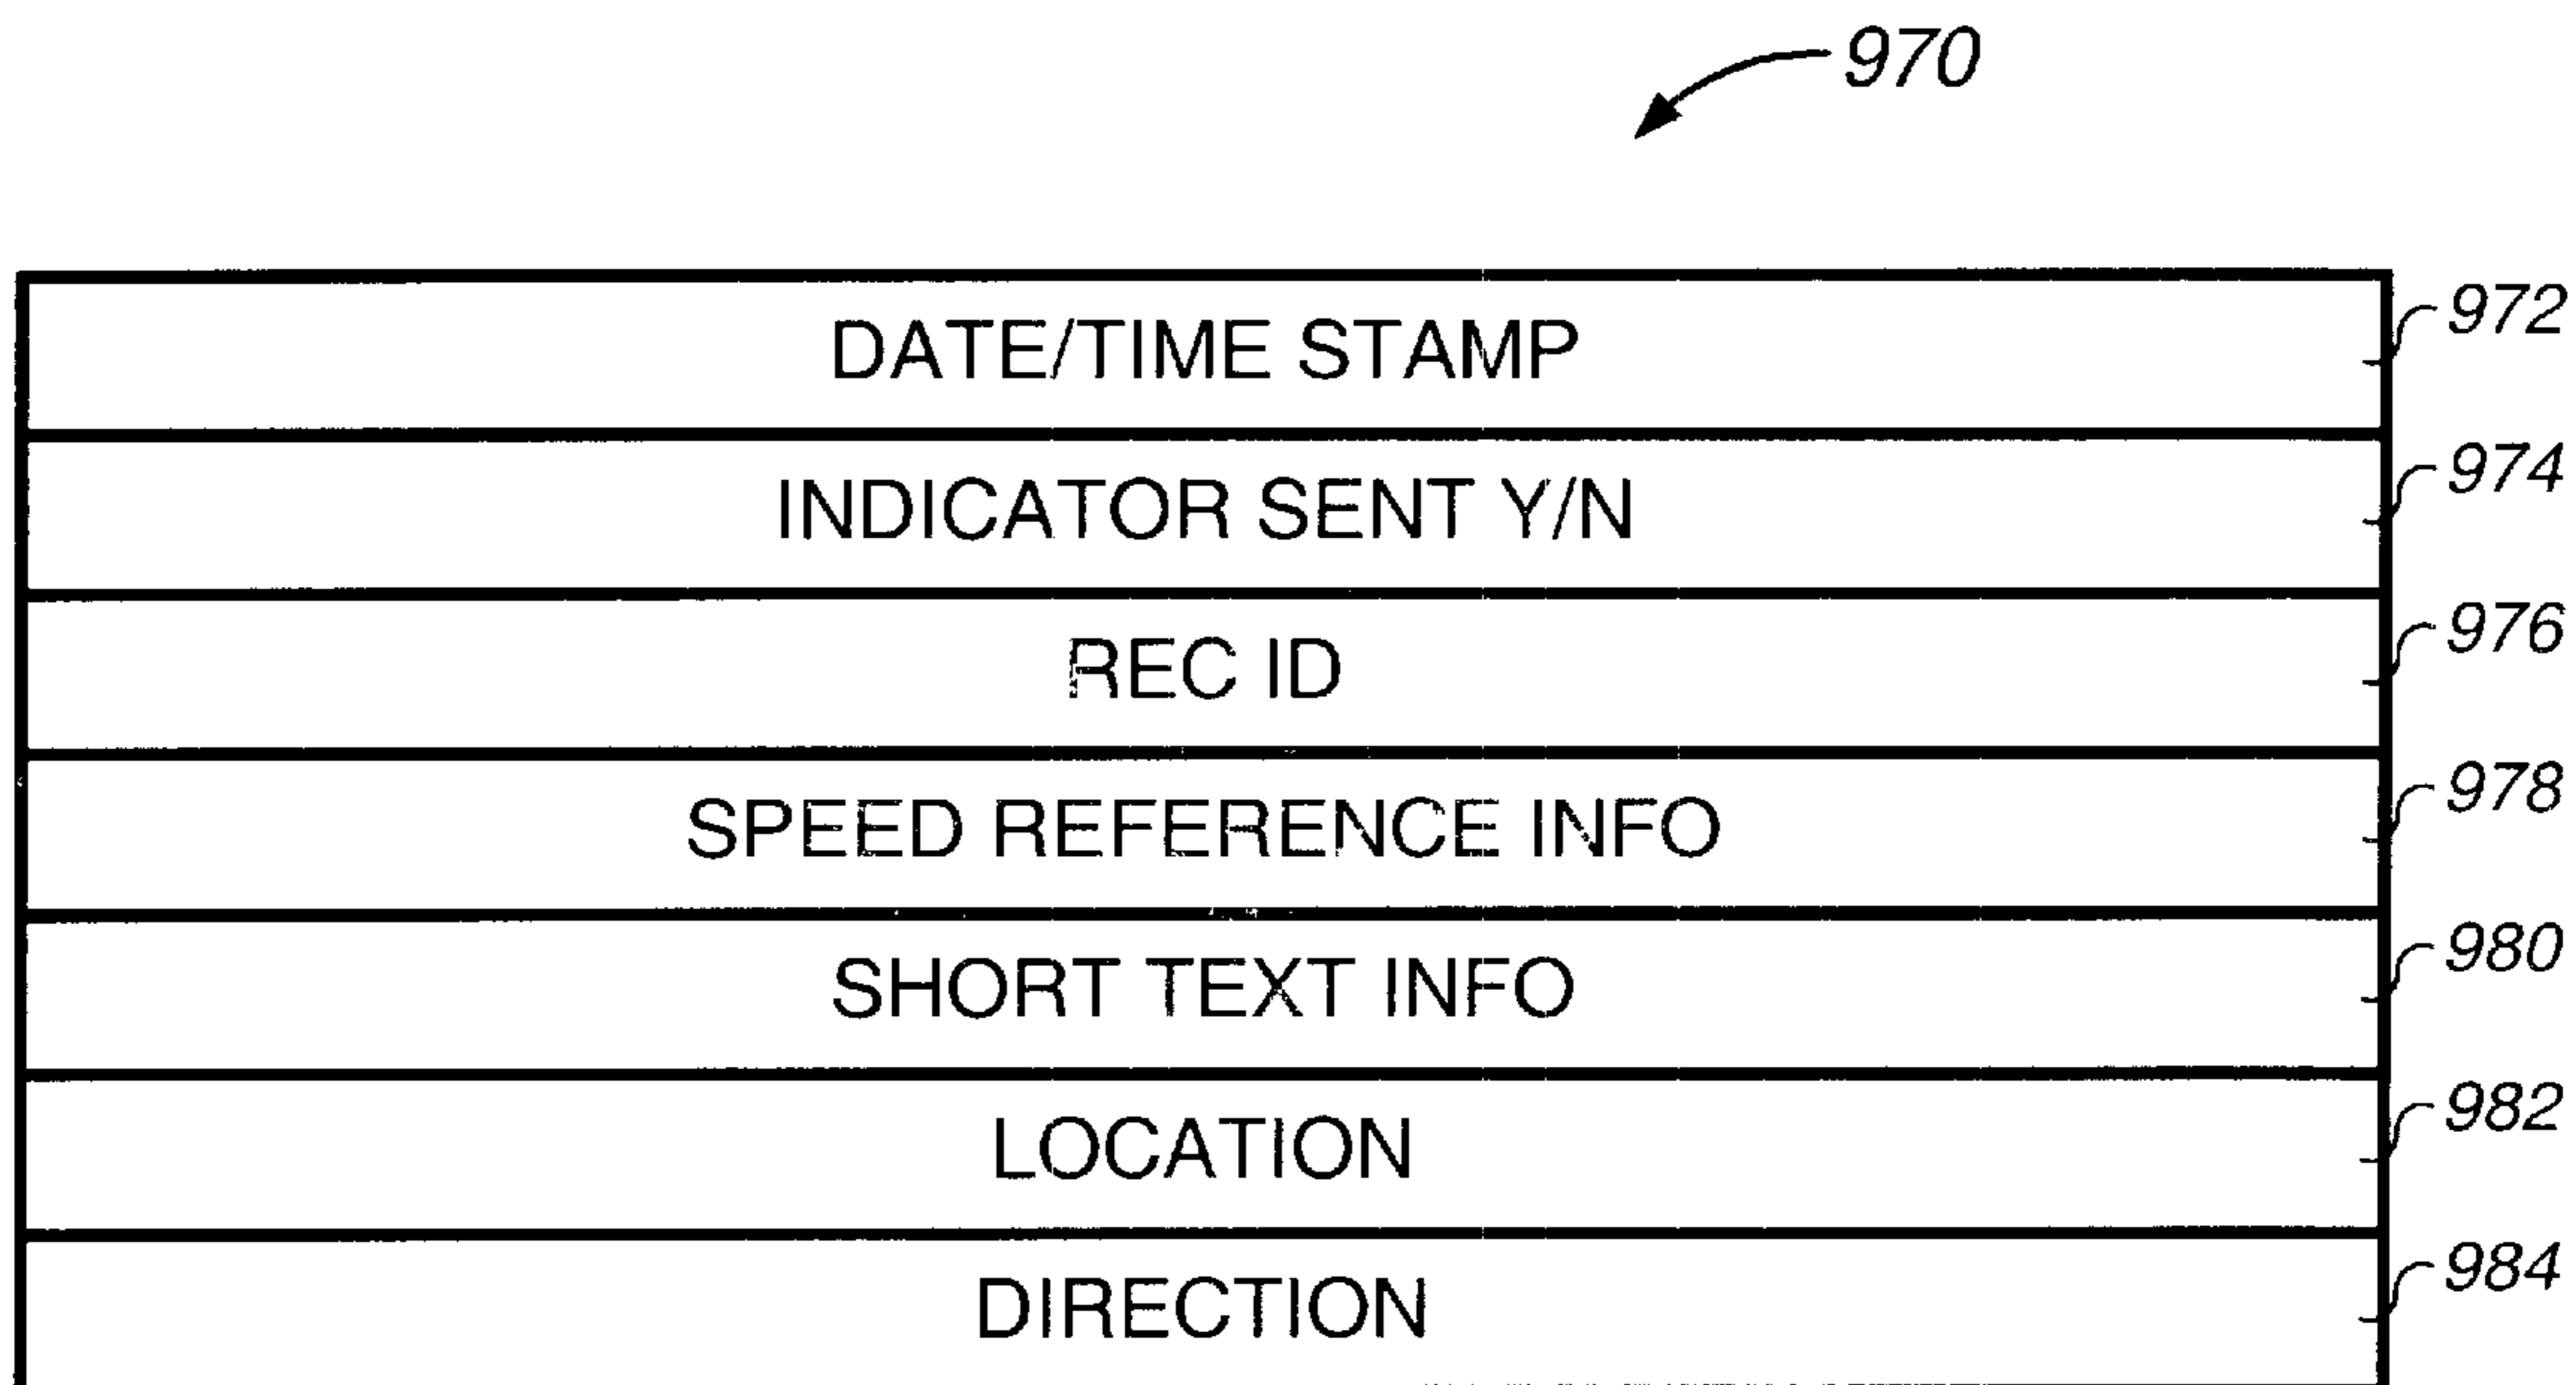 970
DATE/TIME STAMP 972
INDICATOR SENT Y/N 974
REC ID 976
SPEED REFERENCE INFO 978
SHORT TEXT INFO 980
LOCATION 982
DIRECTION 984